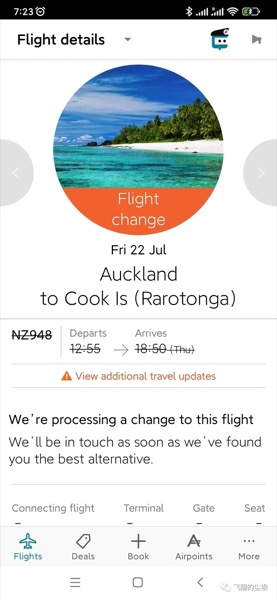 7:23
Flight details
Flight
change
Fri 22 Jul
Auckland
to Cook Is (Rarotonga)
NZ948
Departs
12:55
Arrives
18:50 (Thu)
View additional travel updates
We're processing a change to this flight
We'll be in touch as soon as we've found
you the best alternative.
Connecting flight Terminal Gate Seat
- - - -
Flights Deals Book Airpoints More